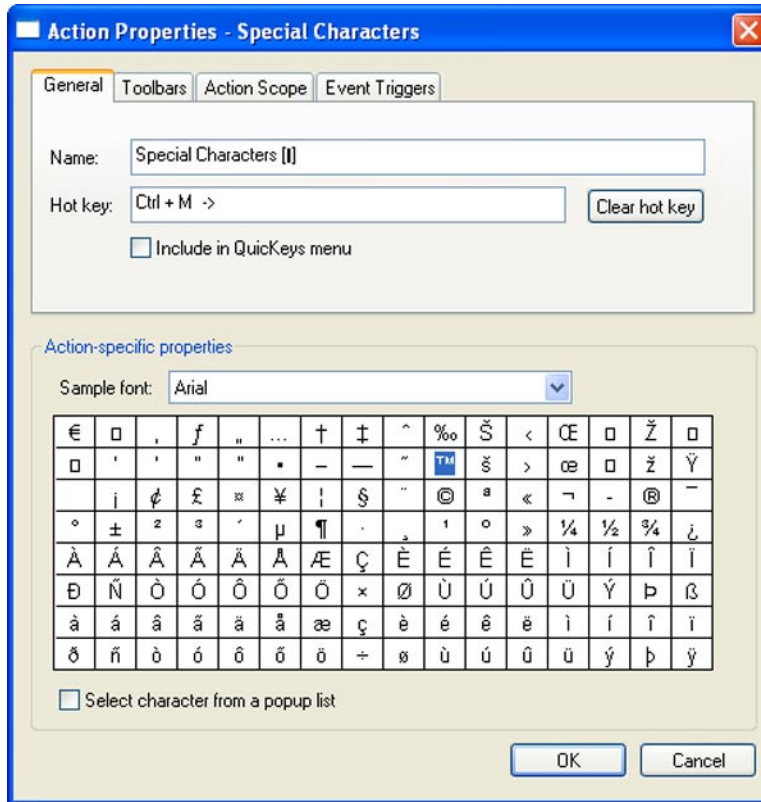 Action Properties - Special Characters
General Toolbars Action Scope Event Triggers
Name: Special Characters [I]
Hot key: Ctrl + M -> Clear hot key
Include in QuicKeys menu
Action-specific properties
Sample font: Arial
€ □ ‚ ƒ „ … † ‡ ˆ ‰ Š ‹ Œ □ Ž □
□ ‘ ’ “ ” • – — ˜ ™ š › œ □ ž Ÿ
¡ ¢ £ ¤ ¥ ¦ § ¨ © ª « ¬ - ® ¯
° ± ² ³ ´ µ ¶ · ¸ ¹ º » ¼ ½ ¾ ¿
À Á Â Ã Ä Å Æ Ç È É Ê Ë Ì Í Î Ï
Ð Ñ Ò Ó Ô Õ Ö × Ø Ù Ú Û Ü Ý Þ ß
à á â ã ä å æ ç è é ê ë ì í î ï
ð ñ ò ó ô õ ö ÷ ø ù ú û ü ý þ ÿ
Select character from a popup list
OK Cancel